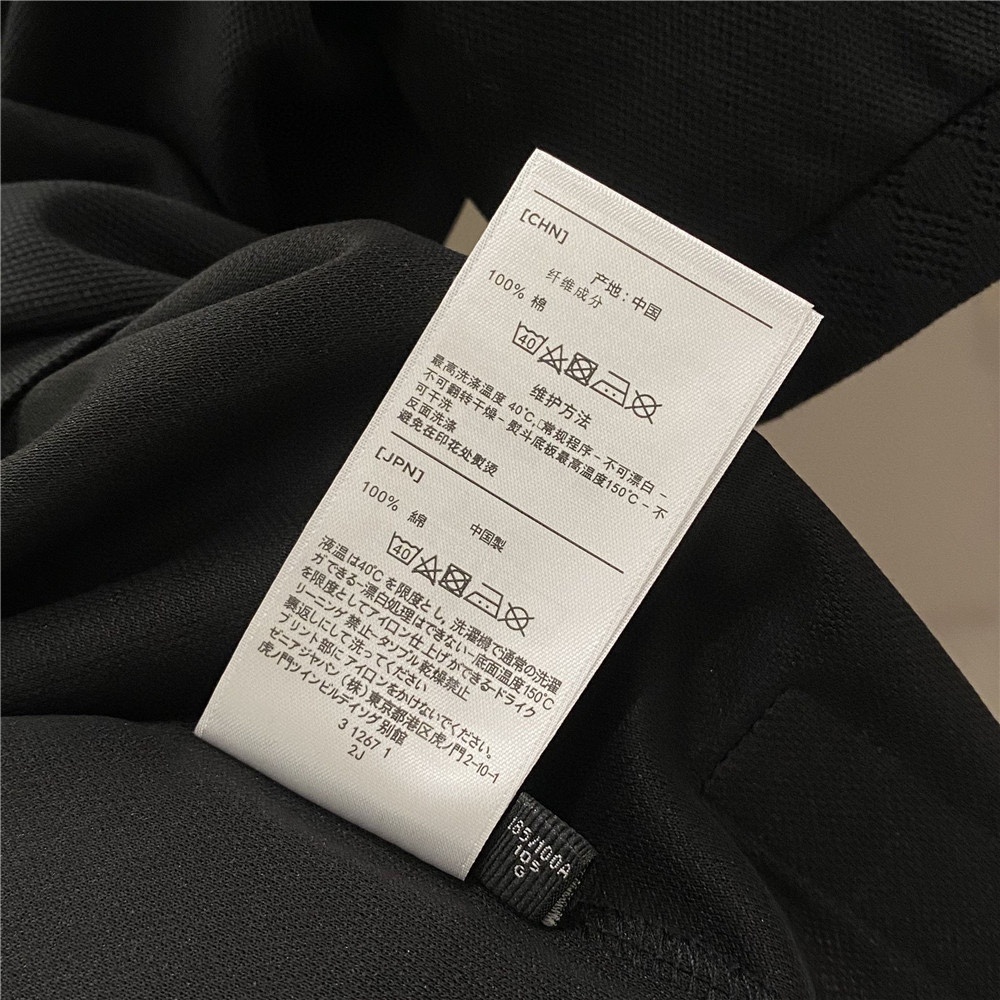 [CHN]
产地：中国
纤维成分
100% 棉
40
维护方法
最高洗涤温度 40℃，常规程序 - 不可漂白 -
不可翻转干燥 - 熨斗底板最高温度150℃ - 不
可干洗
反面洗涤
避免在印花处熨烫
[JPN]
100% 綿 中国製
40
液温は40℃を限度とし，洗濯機で通常の洗濯
ができる-漂白処理はできない-底面温度150℃
を限度としてアイロン仕上げができる-ドライク
リーニング禁止-タンブル乾燥禁止
裏返しにして洗ってください
プリント部にアイロンをかけないでください。
ゼニアジャパン (株)東京都港区虎ノ門2-10-1
虎ノ門ツインビルディング別館
3 1267 1
2J
185/100A
105
G